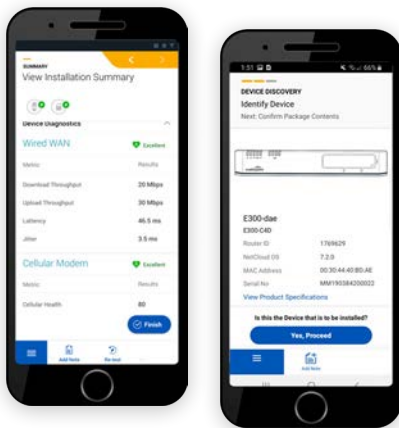 SUMMARY
View Installation Summary
Device Diagnostics
Wired WAN
Excellent
Metric
Results
Download Throughput
20 Mbps
Upload Throughput
30 Mbps
Latency
46.5 ms
Jitter
3.5 ms
Cellular Modem
Excellent
Metric
Results
Cellular Health
80
Finish
Add Note
Re-test
1:51
66%
DEVICE DISCOVERY
Identify Device
Next: Confirm Package Contents
E300-dae
E300-C4D
Router ID
1769629
NetCloud OS
7.2.0
MAC Address
00:30:44:40:BD:AE
Serial No
MM190384200022
View Product Specifications
Is this the Device that is to be installed?
Yes, Proceed
Add Note